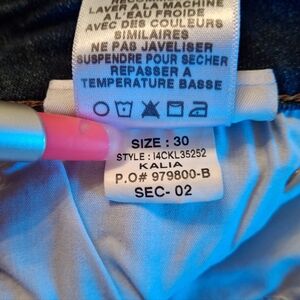 LAVER A LA MACHINE
A L'EAU FROIDE
AVEC DES COULEURS
SIMILAIRES
NE PAS JAVELISER
SUSPENDRE POUR SECHER
REPASSER A
TEMPERATURE BASSE
SIZE : 30
STYLE : I4CKL35252
KALIA
P.O# 979800-B
SEC- 02